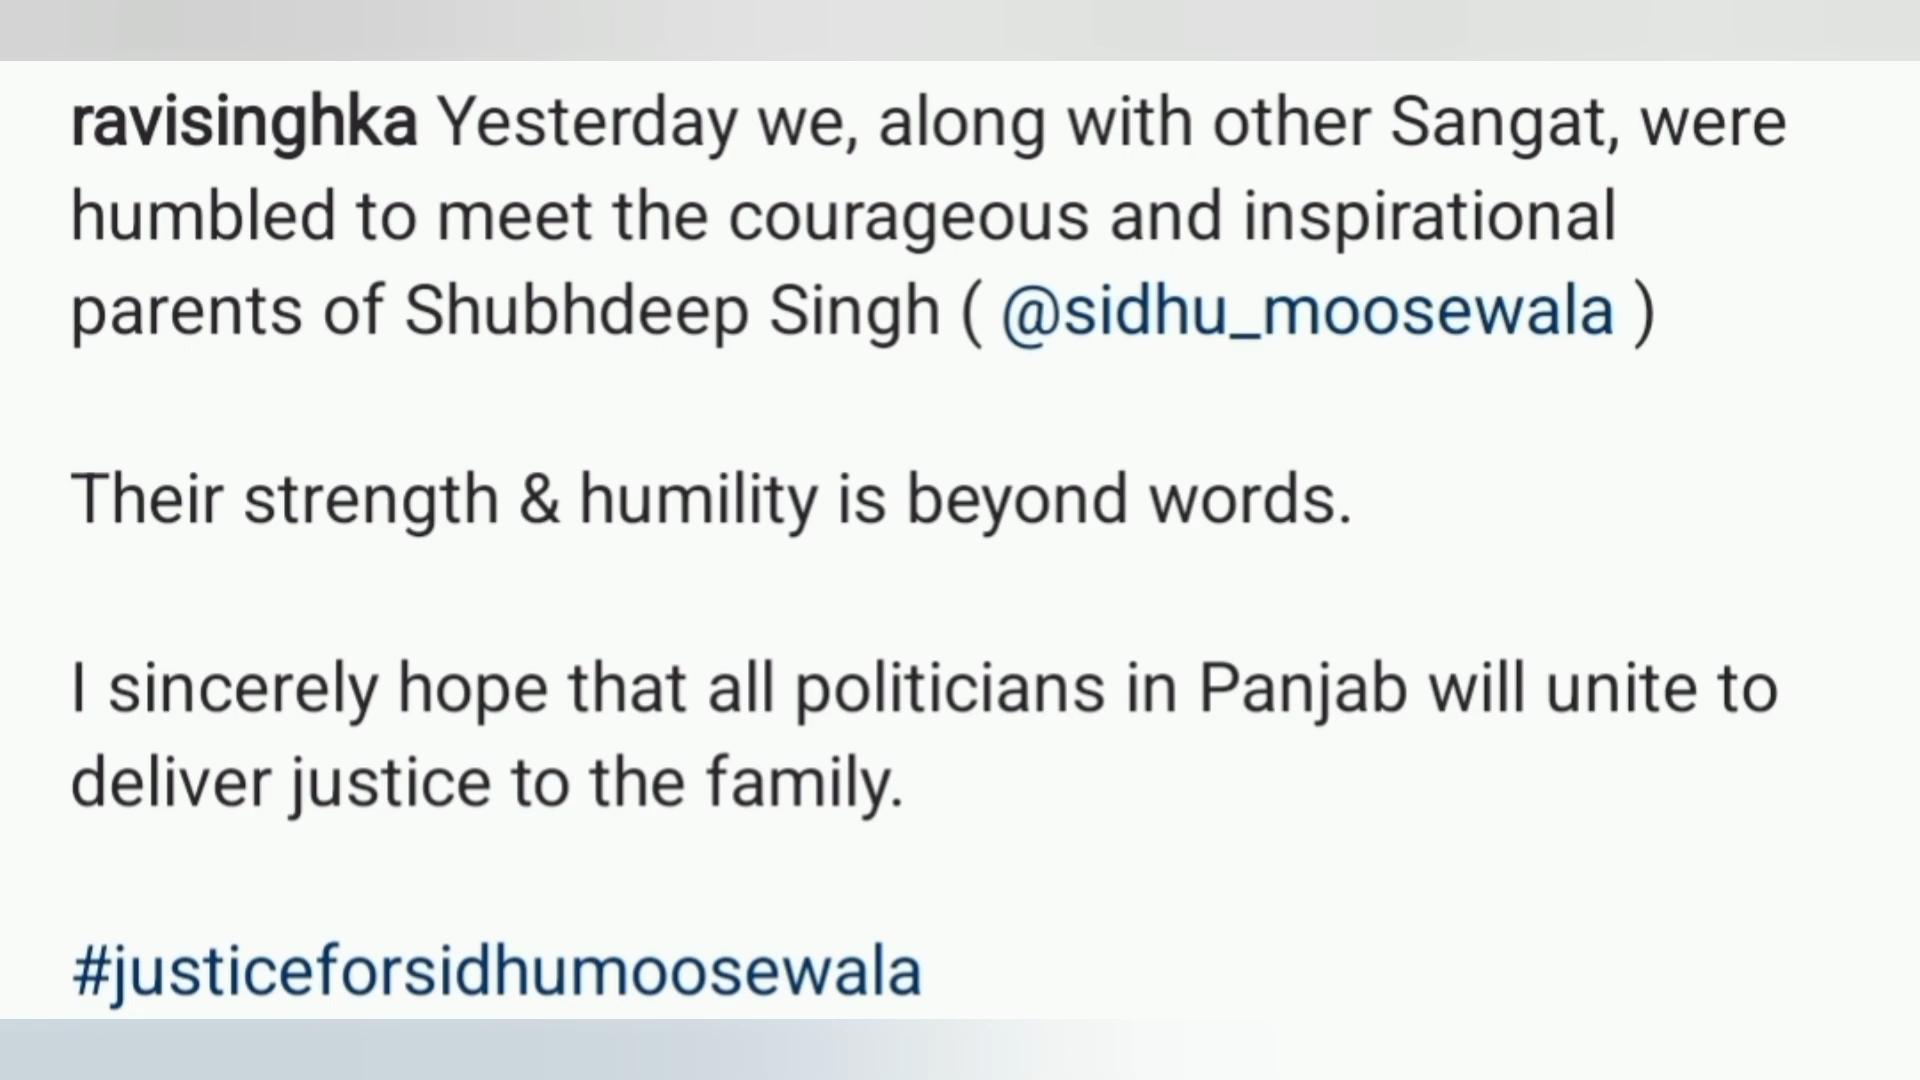 ravisinghka Yesterday we, along with other Sangat, were
humbled to meet the courageous and inspirational
parents of Shubhdeep Singh ( @sidhu_moosewala )
Their strength & humility is beyond words.
I sincerely hope that all politicians in Panjab will unite to
deliver justice to the family.
#justiceforsidhumoosewala